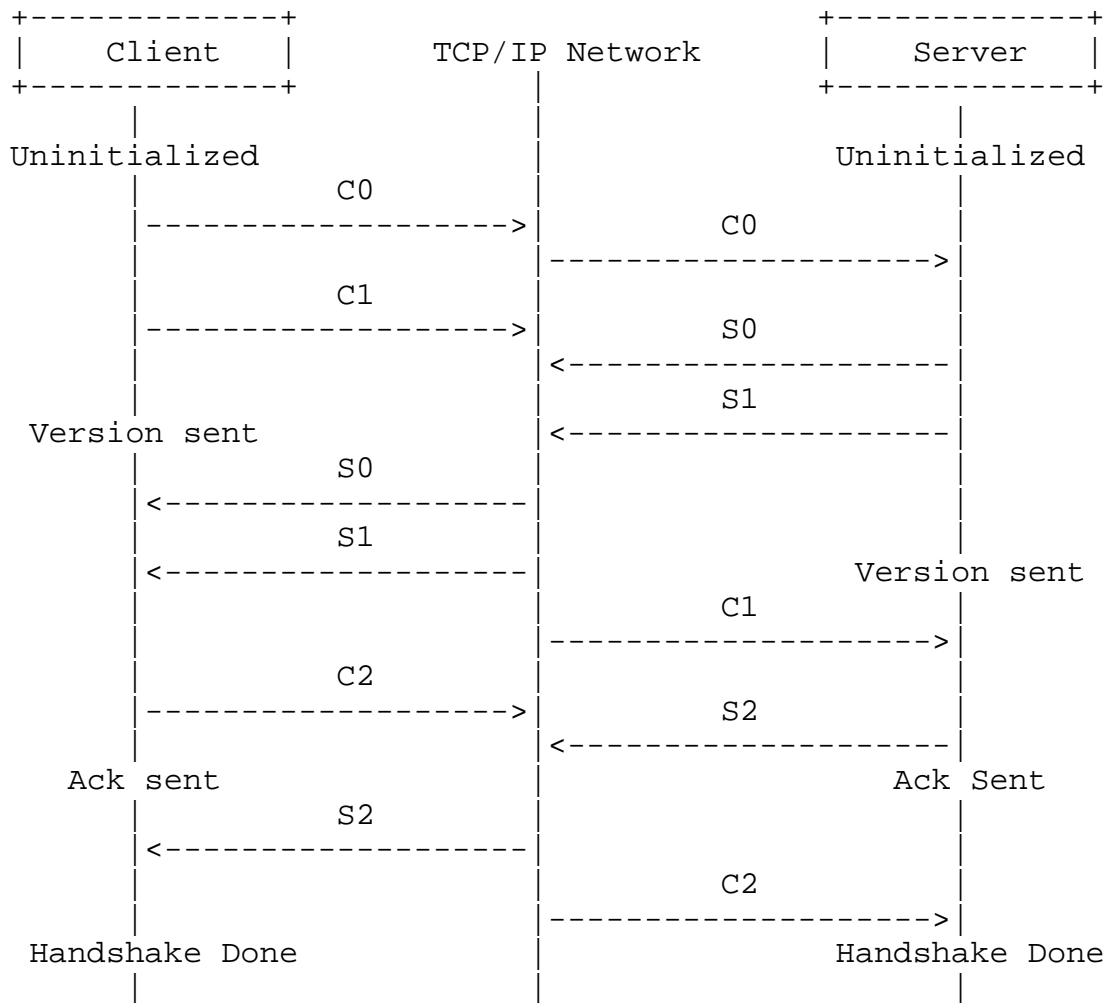 +-------------+                           +-------------+
|    Client   |       TCP/IP Network      |    Server   |
+-------------+            |              +-------------+
      |                    |                     |
Uninitialized              |               Uninitialized
      |          C0        |                     |
      |------------------->|         C0          |
      |                    |-------------------->|
      |          C1        |                     |
      |------------------->|         S0          |
      |                    |<--------------------|
      |                    |         S1          |
 Version sent              |<--------------------|
      |          S0        |                     |
      |<-------------------|                     |
      |          S1        |                     |
      |<-------------------|                Version sent
      |                    |         C1          |
      |                    |-------------------->|
      |          C2        |                     |
      |------------------->|         S2          |
      |                    |<--------------------|
   Ack sent                |                  Ack Sent
      |          S2        |                     |
      |<-------------------|                     |
      |                    |         C2          |
      |                    |-------------------->|
 Handshake Done            |               Handshake Done
      |                    |                     |